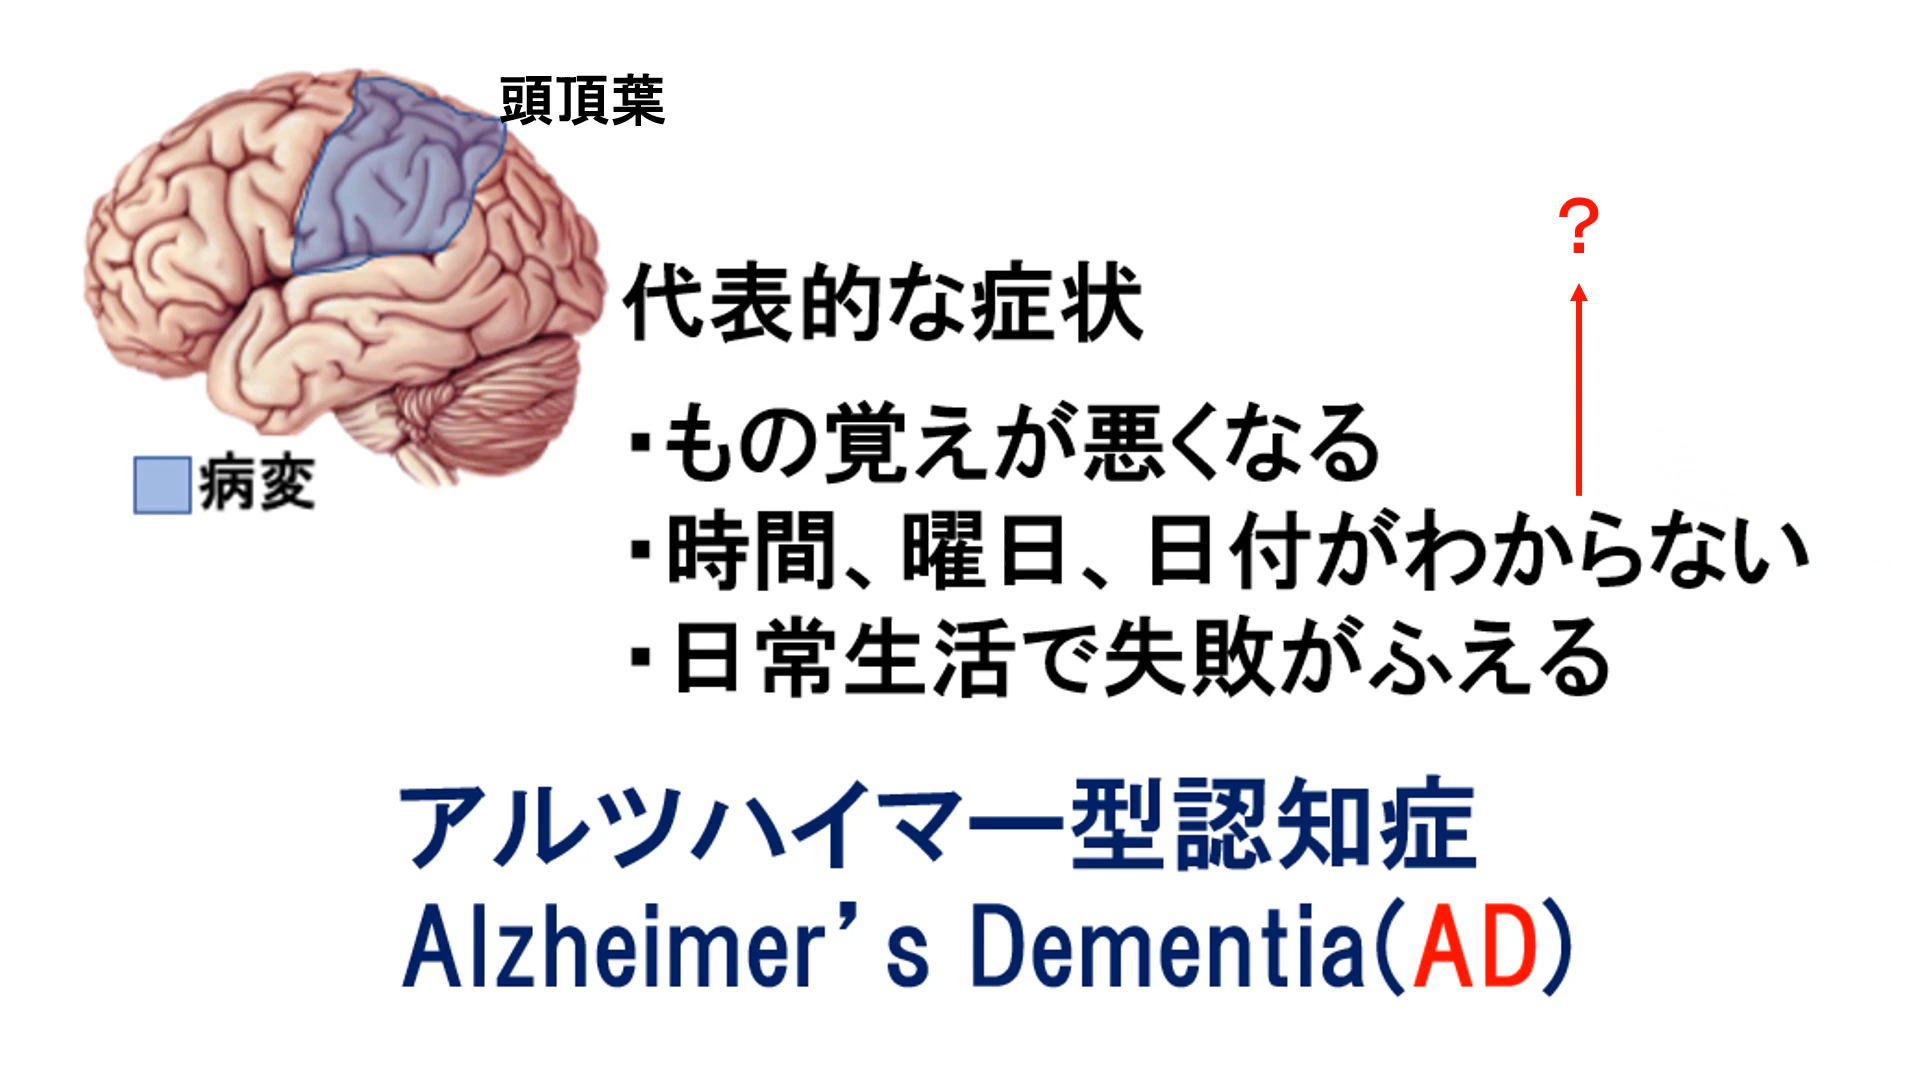 頭頂葉
?
代表的な症状
・もの覚えが悪くなる
病変
・時間、曜日、日付がわからない
・日常生活で失敗がふえる
アルツハイマー型認知症
Alzheimer’s Dementia(AD)